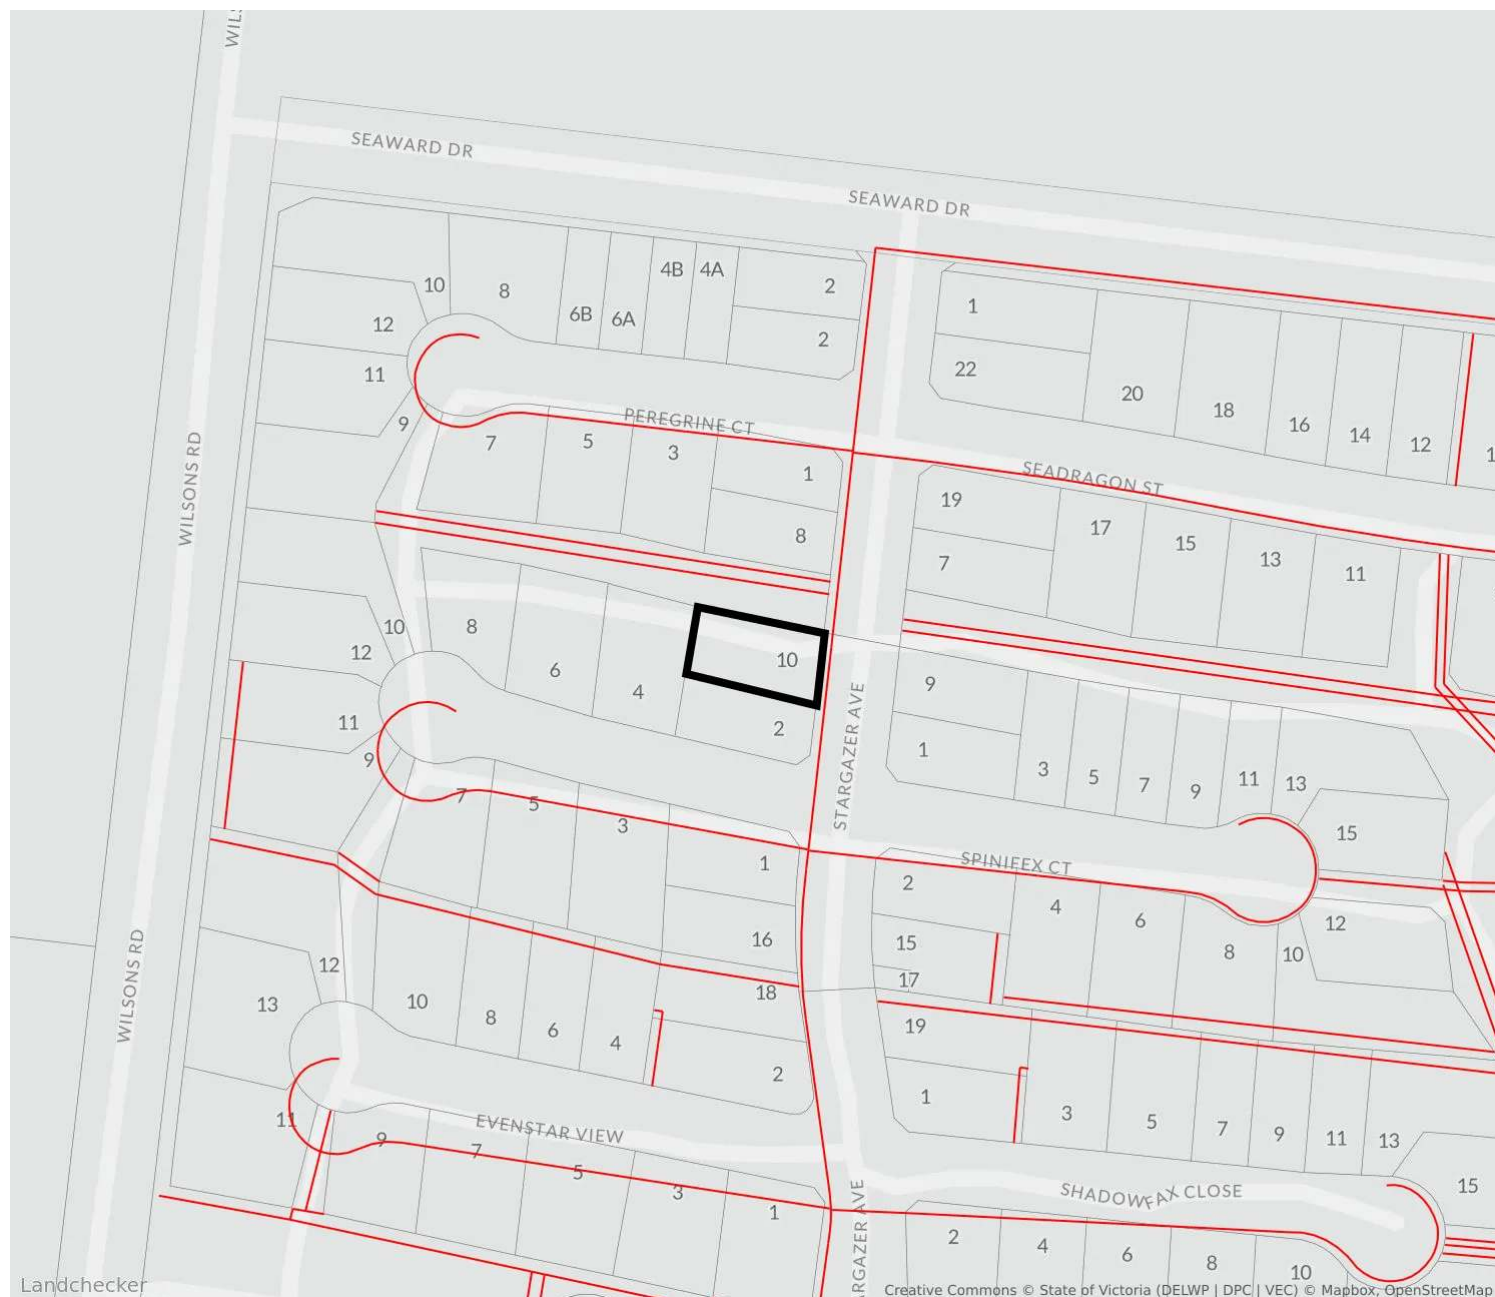 WILS
SEAWARD DR
SEAWARD DR
4B 4A
10 8 2
1
6B 6A
12 2
11 22
20
18
9 PEREGRINE CT
16
14
12
7 5 3
1
1
SEADRAGON ST
WILSONS RD
19
17
8 15
7 13
11
10 8
12 6 10
4 9
11 2
9 1
STARGAZER AVE
3 5 7 9 11 13
7 5
3 15
1 SPINIFEX CT
2
4 6 12
16 15
8 10
12 17
18
13 10 8 6 4
19
WILSONS RD
2
1
3 5 7 9 11 13
11 EVENSTAR VIEW
9 7 5 3
1
SHADOWFAX CLOSE
15
RGAZER AVE
2 4 6 8 10
Landchecker
Creative Commons © State of Victoria (DELWP | DPC | VEC) © Mapbox, OpenStreetMap